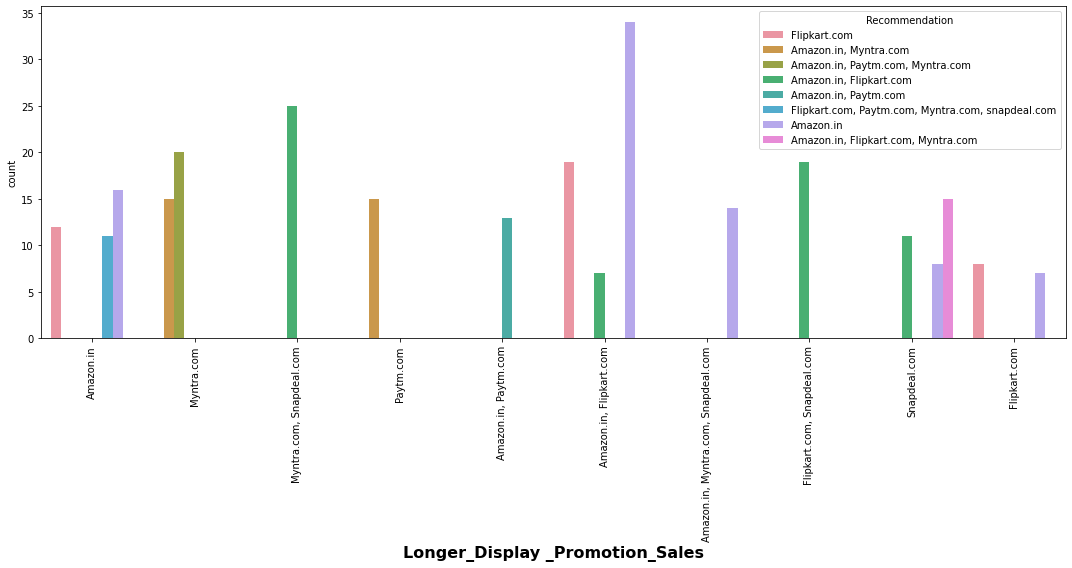 35
30
25
20
15
10
5
0
count
Recommendation
Flipkart.com
Amazon.in, Myntra.com
Amazon.in, Paytm.com, Myntra.com
Amazon.in, Flipkart.com
Amazon.in, Paytm.com
Flipkart.com, Paytm.com, Myntra.com, snapdeal.com
Amazon.in
Amazon.in, Flipkart.com, Myntra.com
Amazon.in
Myntra.com
Myntra.com, Snapdeal.com
Paytm.com
Amazon.in, Paytm.com
Amazon.in, Flipkart.com
Amazon.in, Myntra.com, Snapdeal.com
Flipkart.com, Snapdeal.com
Snapdeal.com
Flipkart.com
Longer_Display _Promotion_Sales